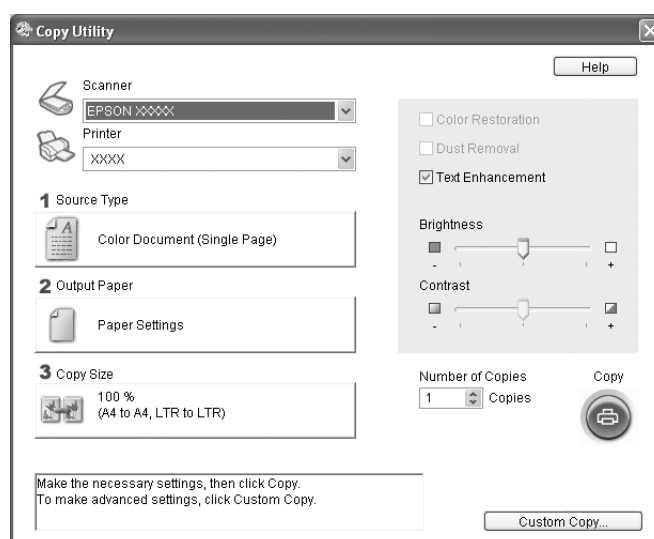 Copy Utility
Help
Scanner
EPSON XXXXX
Printer
XXXX
1 Source Type
Color Document (Single Page)
2 Output Paper
Paper Settings
3 Copy Size
100 %
(A4 to A4, LTR to LTR)
Color Restoration
Dust Removal
Text Enhancement
Brightness
- +
Contrast
- +
Number of Copies
1 Copies
Copy
Make the necessary settings, then click Copy.
To make advanced settings, click Custom Copy.
Custom Copy...